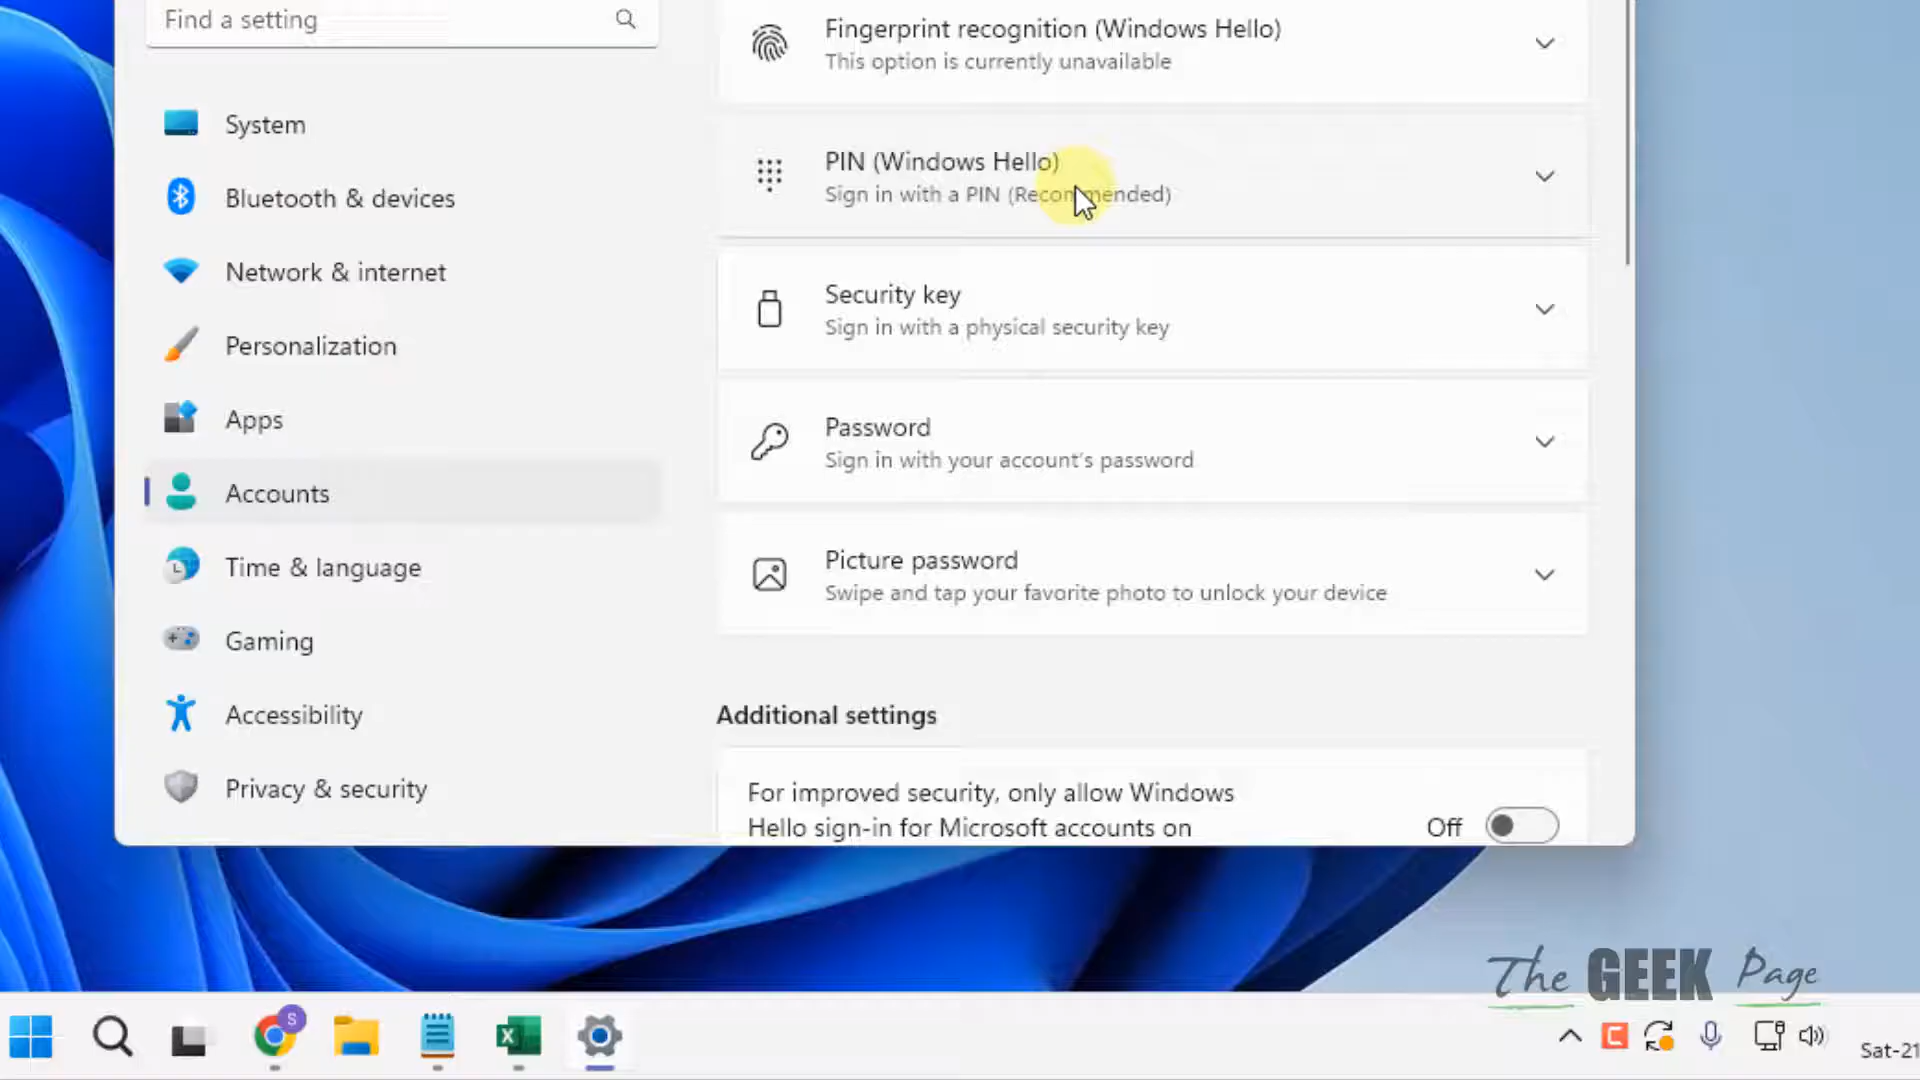 Find a setting
System
Bluetooth & devices
Network & internet
Personalization
Apps
Accounts
Time & language
Gaming
Accessibility
Privacy & security
Fingerprint recognition (Windows Hello)
This option is currently unavailable
PIN (Windows Hello)
Sign in with a PIN (Recommended)
Security key
Sign in with a physical security key
Password
Sign in with your account's password
Picture password
Swipe and tap your favorite photo to unlock your device
Additional settings
For improved security, only allow Windows
Hello sign-in for Microsoft accounts on
Off
The GEEK Page
S
X
C
Sat-21